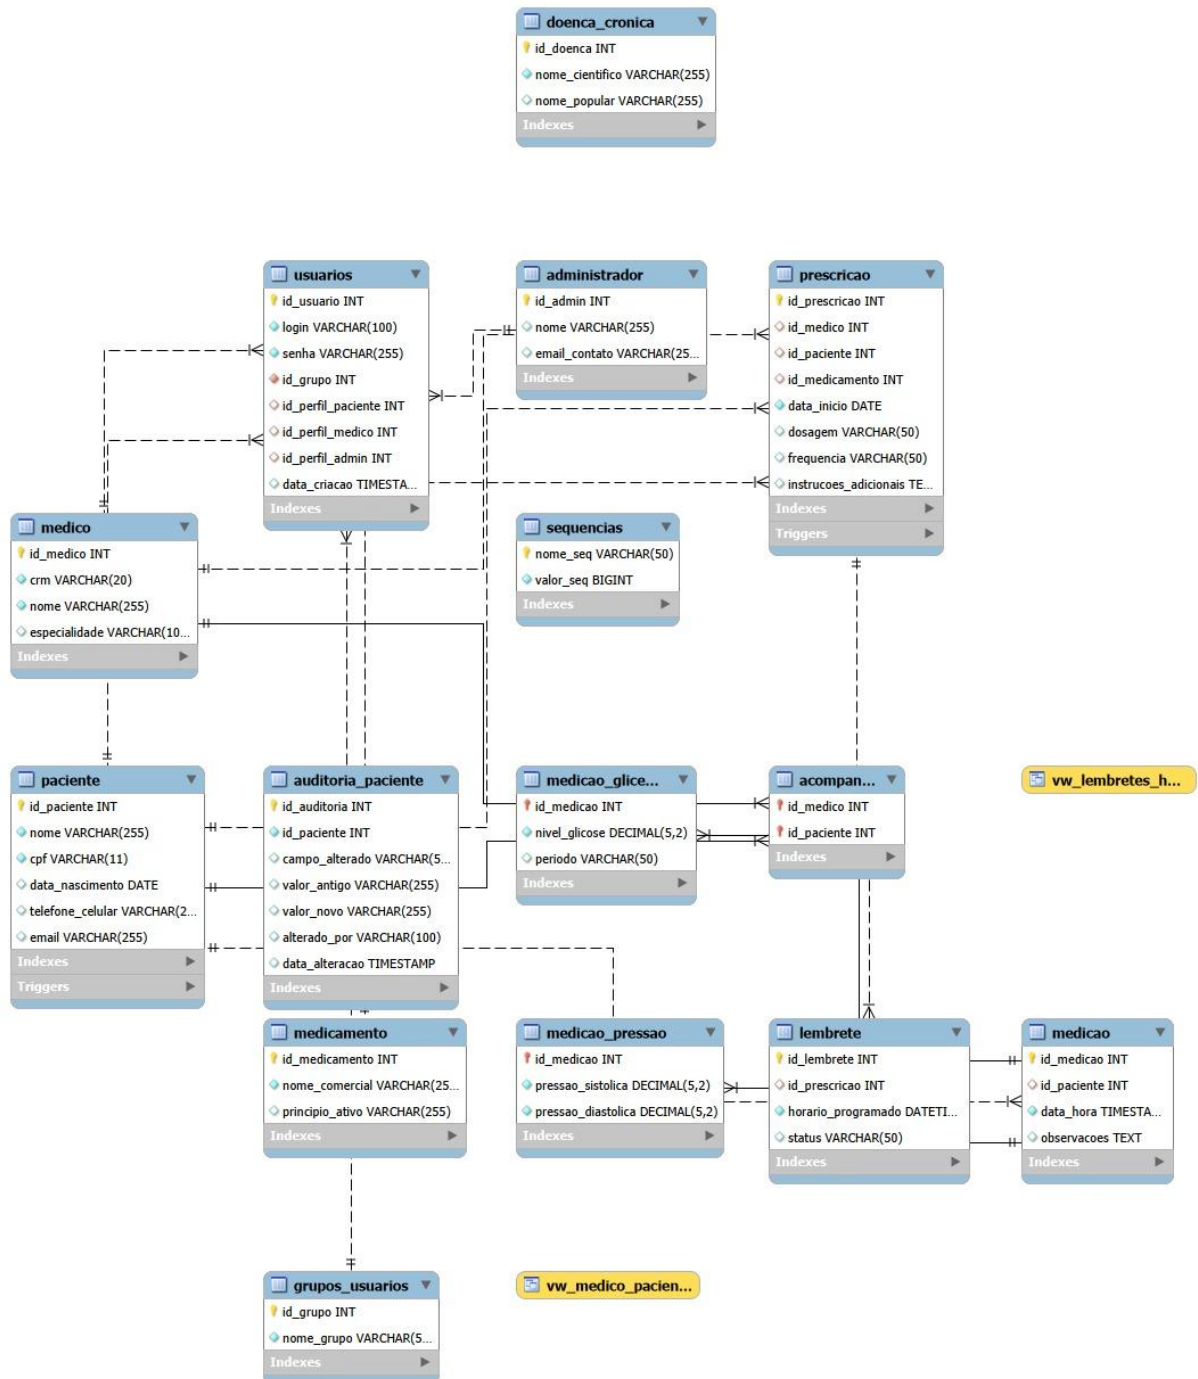 doenca_cronica
id_doenca INT
nome_cientifico VARCHAR(255)
nome_popular VARCHAR(255)
Indexes
usuarios
id_usuario INT
login VARCHAR(100)
senha VARCHAR(255)
id_grupo INT
id_perfil_paciente INT
id_perfil_medico INT
id_perfil_admin INT
data_criacao TIMESTA...
Indexes
administrador
id_admin INT
nome VARCHAR(255)
email_contato VARCHAR(25...
Indexes
prescricao
id_prescricao INT
id_medico INT
id_paciente INT
id_medicamento INT
data_inicio DATE
dosagem VARCHAR(50)
frequencia VARCHAR(50)
instrucoes_adicionais TE...
Indexes
Triggers
medico
id_medico INT
crm VARCHAR(20)
nome VARCHAR(255)
especialidade VARCHAR(10...
Indexes
sequencias
nome_seq VARCHAR(50)
valor_seq BIGINT
Indexes
paciente
id_paciente INT
nome VARCHAR(255)
cpf VARCHAR(11)
data_nascimento DATE
telefone_celular VARCHAR(2...
email VARCHAR(255)
Indexes
Triggers
auditoria_paciente
id_auditoria INT
id_paciente INT
campo_alterado VARCHAR(5...
valor_antigo VARCHAR(255)
valor_novo VARCHAR(255)
alterado_por VARCHAR(100)
data_alteracao TIMESTAMP
Indexes
medicao_glice...
id_medicao INT
nivel_glicose DECIMAL(5,2)
periodo VARCHAR(50)
Indexes
acompan...
id_medico INT
id_paciente INT
Indexes
vw_lembretes_h...
medicamento
id_medicamento INT
nome_comercial VARCHAR(25...
principio_ativo VARCHAR(255)
Indexes
medicao_pressao
id_medicao INT
pressao_sistolica DECIMAL(5,2)
pressao_diastolica DECIMAL(5,2)
Indexes
lembrete
id_lembrete INT
id_prescricao INT
horario_programado DATETI...
status VARCHAR(50)
Indexes
medicao
id_medicao INT
id_paciente INT
data_hora TIMESTA...
observacoes TEXT
Indexes
grupos_usuarios
id_grupo INT
nome_grupo VARCHAR(5...
Indexes
vw_medico_pacien...